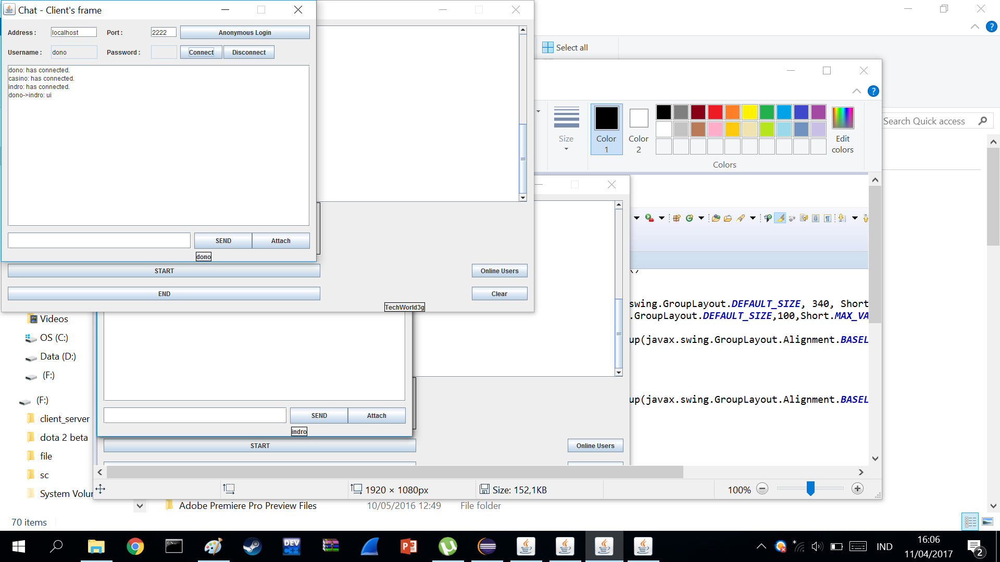 Chat - Client's frame
Address :
localhost
Port :
2222
Anonymous Login
Username :
dono
Password :
Connect
Disconnect
dono: has connected.
casino: has connected.
indro: has connected.
dono->indro: ui
SEND
Attach
dono
START
Online Users
END
Clear
TechWorld3g
Select all
Size
Color
1
Color
2
Edit
colors
Colors
Search Quick access
swing.GroupLayout.DEFAULT_SIZE, 340, Short
.GroupLayout.DEFAULT_SIZE,100,Short.MAX_VA
up(javax.swing.GroupLayout.Alignment.BASEL
up(javax.swing.GroupLayout.Alignment.BASEL
Videos
OS (C:)
Data (D:)
(F:)
(F:)
client_server
dota 2 beta
file
sc
System Volu
SEND
Attach
indro
START
Online Users
1920 × 1080px
Size: 152,1KB
100%
Adobe Premiere Pro Preview Files
10/05/2016 12:49
File folder
70 items
DEV
C++
IND
16:06
11/04/2017
2